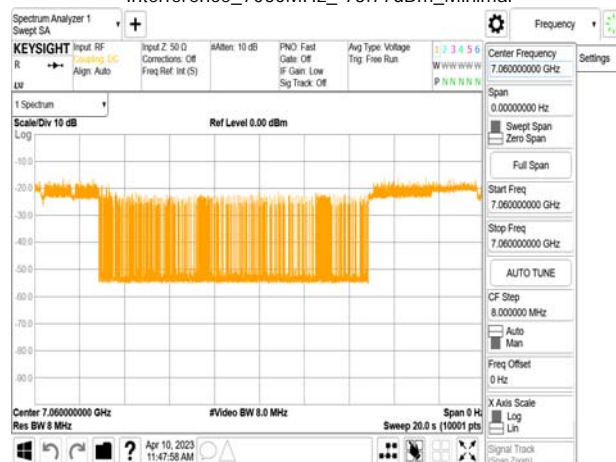 Spectrum Analyzer 1
Swept SA
Frequency
Settings
KEYSIGHT
Input: RF
Coupling: DC
Align: Auto
Input Z: 50 Ω
Corrections: Off
Freq Ref: Int (S)
#Atten: 10 dB
PNO: Fast
Gate: Off
IF Gain: Low
Sig Track: Off
Avg Type: Voltage
Trig: Free Run
1 2 3 4 5 6
W W W W W W
P N N N N N
R
LXI
1 Spectrum
Scale/Div 10 dB
Ref Level 0.00 dBm
Log
-10.0
-20.0
-30.0
-40.0
-50.0
-60.0
-70.0
-80.0
-90.0
Center 7.060000000 GHz
#Video BW 8.0 MHz
Span 0 Hz
Res BW 8 MHz
Sweep 20.0 s (10001 pts
Apr 10, 2023
11:47:58 AM
Center Frequency
7.060000000 GHz
Span
0.00000000 Hz
Swept Span
Zero Span
Full Span
Start Freq
7.060000000 GHz
Stop Freq
7.060000000 GHz
AUTO TUNE
CF Step
8.000000 MHz
Auto
Man
Freq Offset
0 Hz
X Axis Scale
Log
Lin
Signal Track
(Span Zoom)